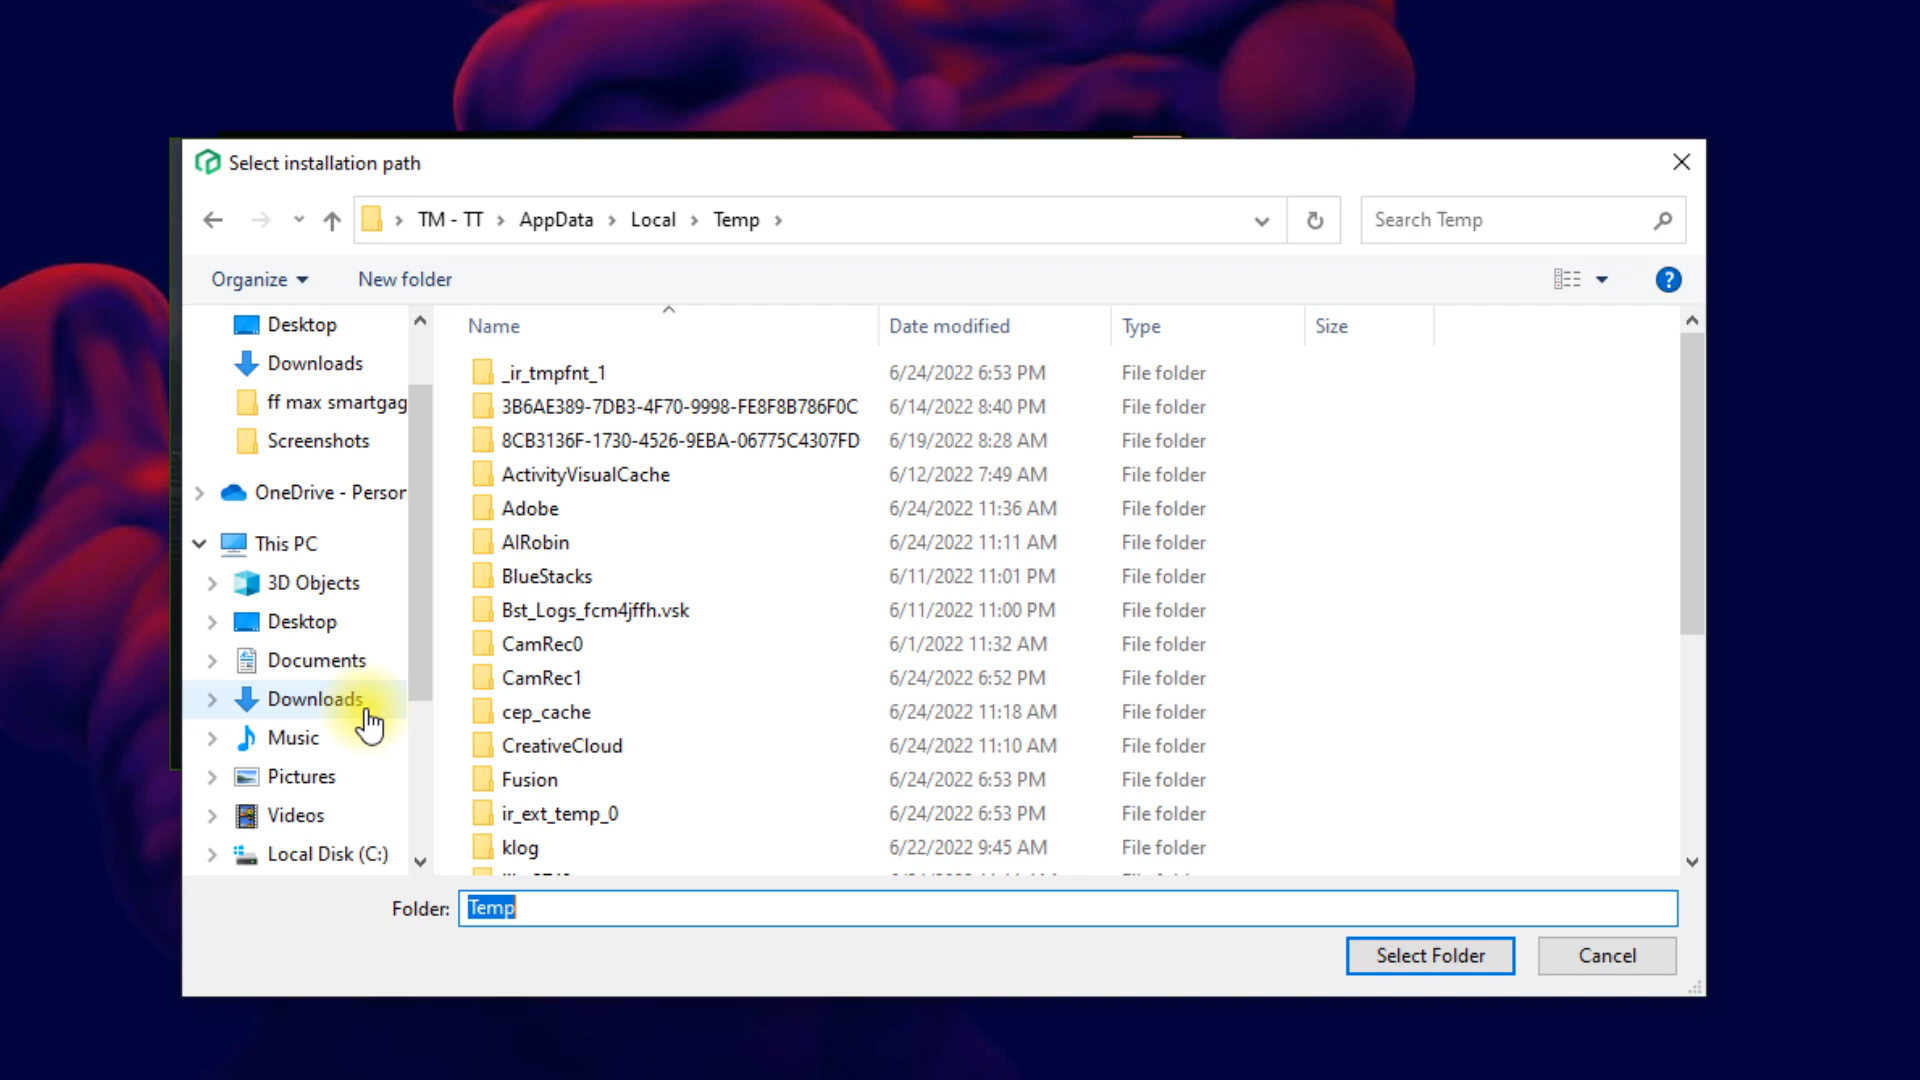 Select installation path
TM - TT AppData Local Temp
Search Temp
Organize New folder
Desktop
Downloads
ff max smartgag
Screenshots
OneDrive - Person
This PC
3D Objects
Desktop
Documents
Downloads
Music
Pictures
Videos
Local Disk (C:)
Name Date modified Type Size
_ir_tmpfnt_1 6/24/2022 6:53 PM File folder
3B6AE389-7DB3-4F70-9998-FE8F8B786F0C 6/14/2022 8:40 PM File folder
8CB3136F-1730-4526-9EBA-06775C4307FD 6/19/2022 8:28 AM File folder
ActivityVisualCache 6/12/2022 7:49 AM File folder
Adobe 6/24/2022 11:36 AM File folder
AIRobin 6/24/2022 11:11 AM File folder
BlueStacks 6/11/2022 11:01 PM File folder
Bst_Logs_fcm4jffh.vsk 6/11/2022 11:00 PM File folder
CamRec0 6/1/2022 11:32 AM File folder
CamRec1 6/24/2022 6:52 PM File folder
cep_cache 6/24/2022 11:18 AM File folder
CreativeCloud 6/24/2022 11:10 AM File folder
Fusion 6/24/2022 6:53 PM File folder
ir_ext_temp_0 6/24/2022 6:53 PM File folder
klog 6/22/2022 9:45 AM File folder
Folder: Temp
Select Folder Cancel